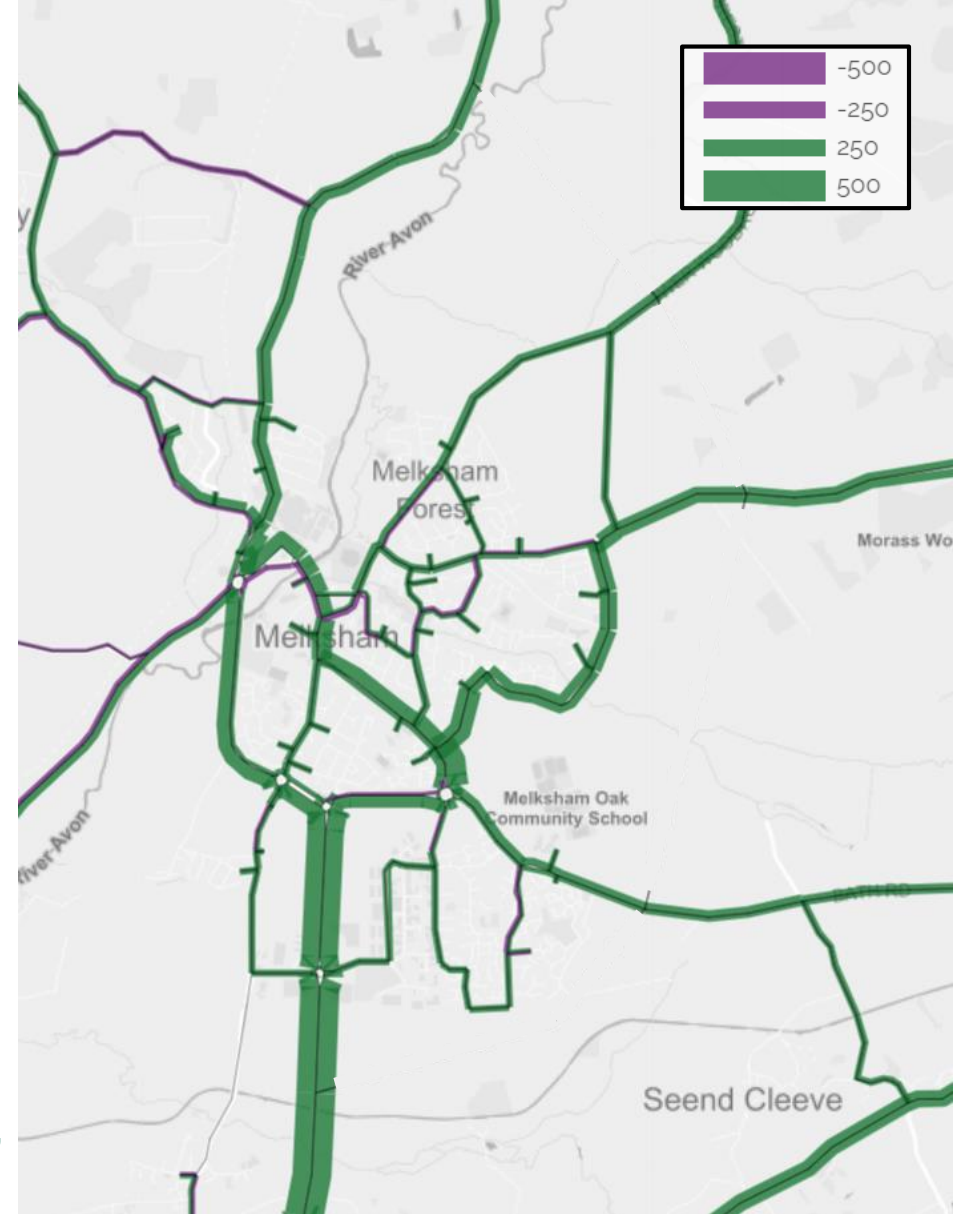 -500
-250
250
500
y
River Avon
Melksham
Forest
Morass Wo
Melksham
Melksham Oak
Community School
River Avon
BATH RD
Seend Cleeve